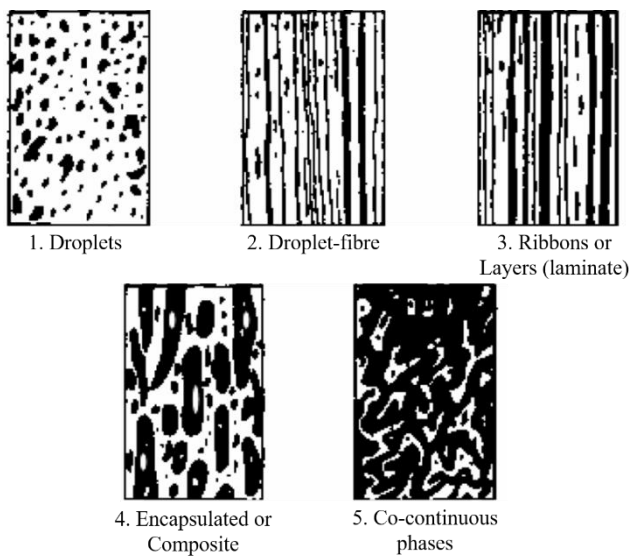 1. Droplets
2. Droplet-fibre
3. Ribbons or
Layers (laminate)
4. Encapsulated or
Composite
5. Co-continuous
phases